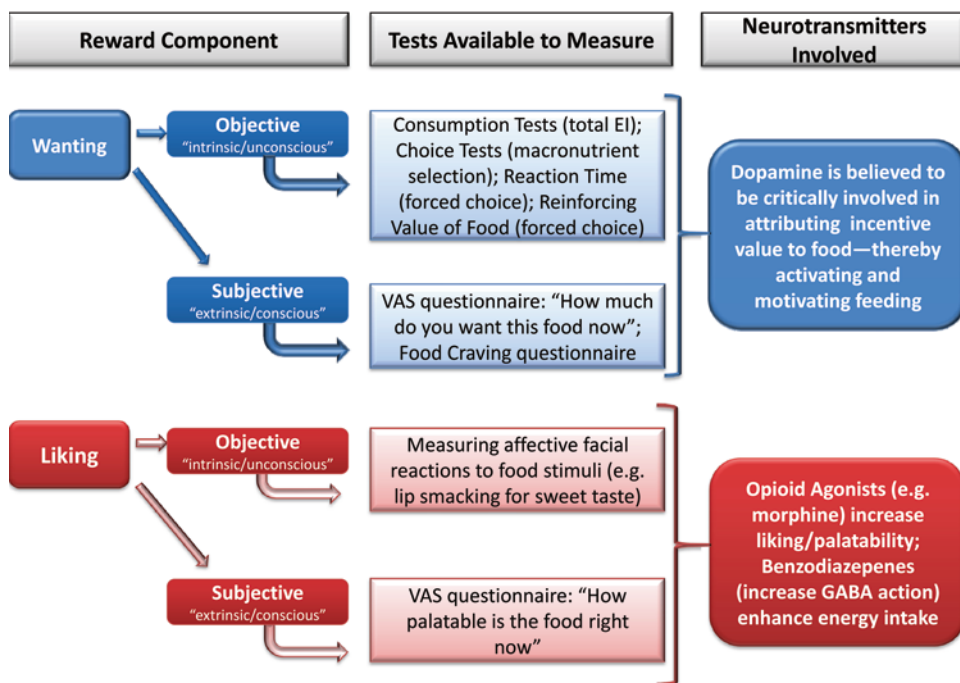 Reward Component
Tests Available to Measure
Neurotransmitters
Involved
Wanting
Objective
“intrinsic/unconscious”
Consumption Tests (total EI);
Choice Tests (macronutrient
selection); Reaction Time
(forced choice); Reinforcing
Value of Food (forced choice)
Subjective
“extrinsic/conscious”
VAS questionnaire: “How much
do you want this food now”;
Food Craving questionnaire
Dopamine is believed to
be critically involved in
attributing incentive
value to food—thereby
activating and
motivating feeding
Liking
Objective
“intrinsic/unconscious”
Measuring affective facial
reactions to food stimuli (e.g.
lip smacking for sweet taste)
Subjective
“extrinsic/conscious”
VAS questionnaire: “How
palatable is the food right
now”
Opioid Agonists (e.g.
morphine) increase
liking/palatability;
Benzodiazepenes
(increase GABA action)
enhance energy intake